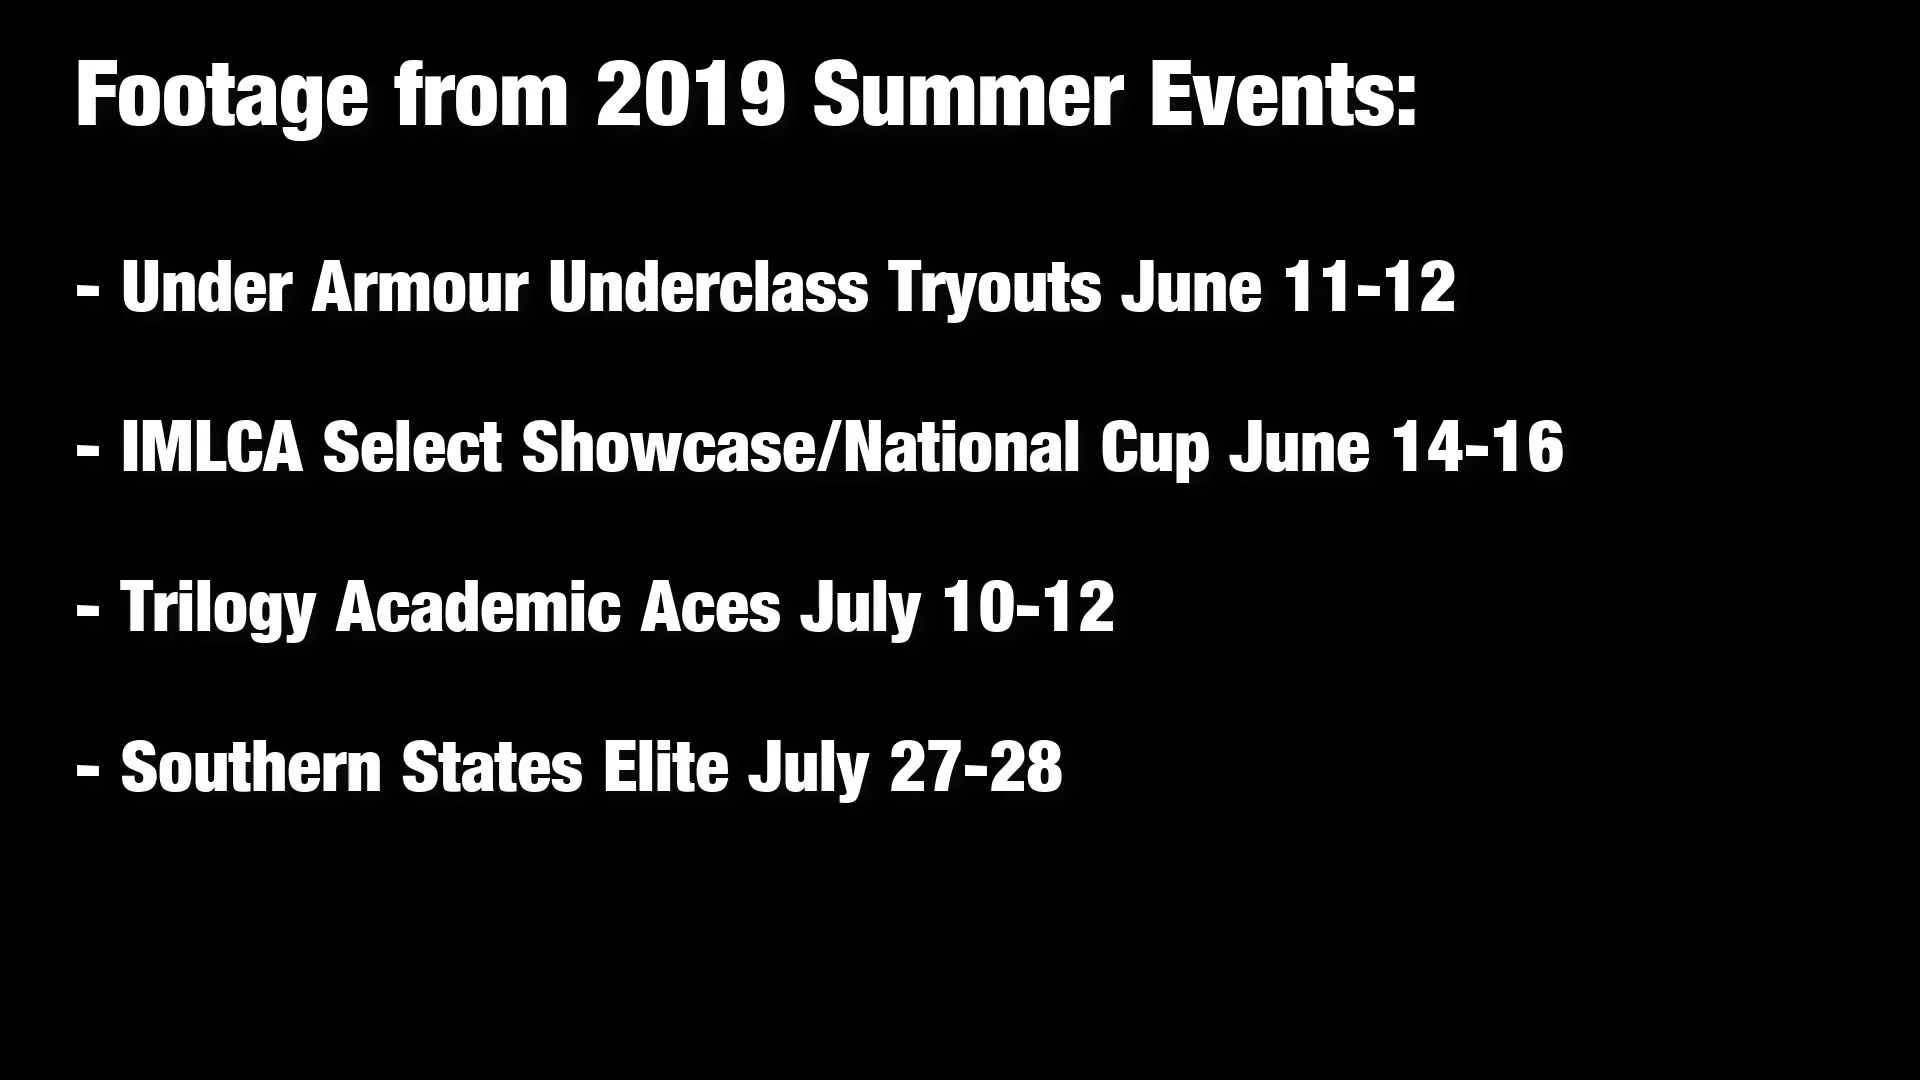 Footage from 2019 Summer Events:
- Under Armour Underclass Tryouts June 11-12
- IMLCA Select Showcase/National Cup June 14-16
- Trilogy Academic Aces July 10-12
- Southern States Elite July 27-28